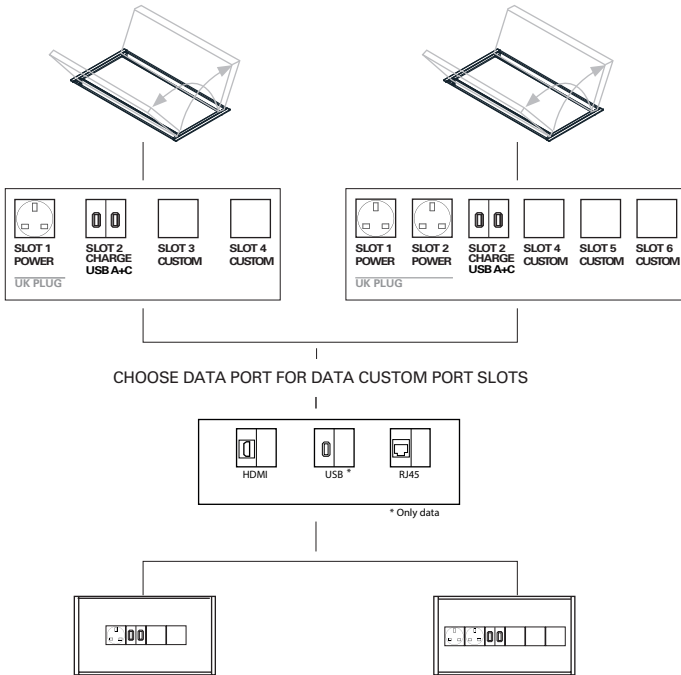 SLOT 1
POWER
UK PLUG
SLOT 2
CHARGE
USB A+C
SLOT 3
CUSTOM
SLOT 4
CUSTOM
SLOT 1
POWER
UK PLUG
SLOT 2
POWER
SLOT 2
CHARGE
USB A+C
SLOT 4
CUSTOM
SLOT 5
CUSTOM
SLOT 6
CUSTOM
CHOOSE DATA PORT FOR DATA CUSTOM PORT SLOTS
HDMI
USB *
RJ45
* Only data